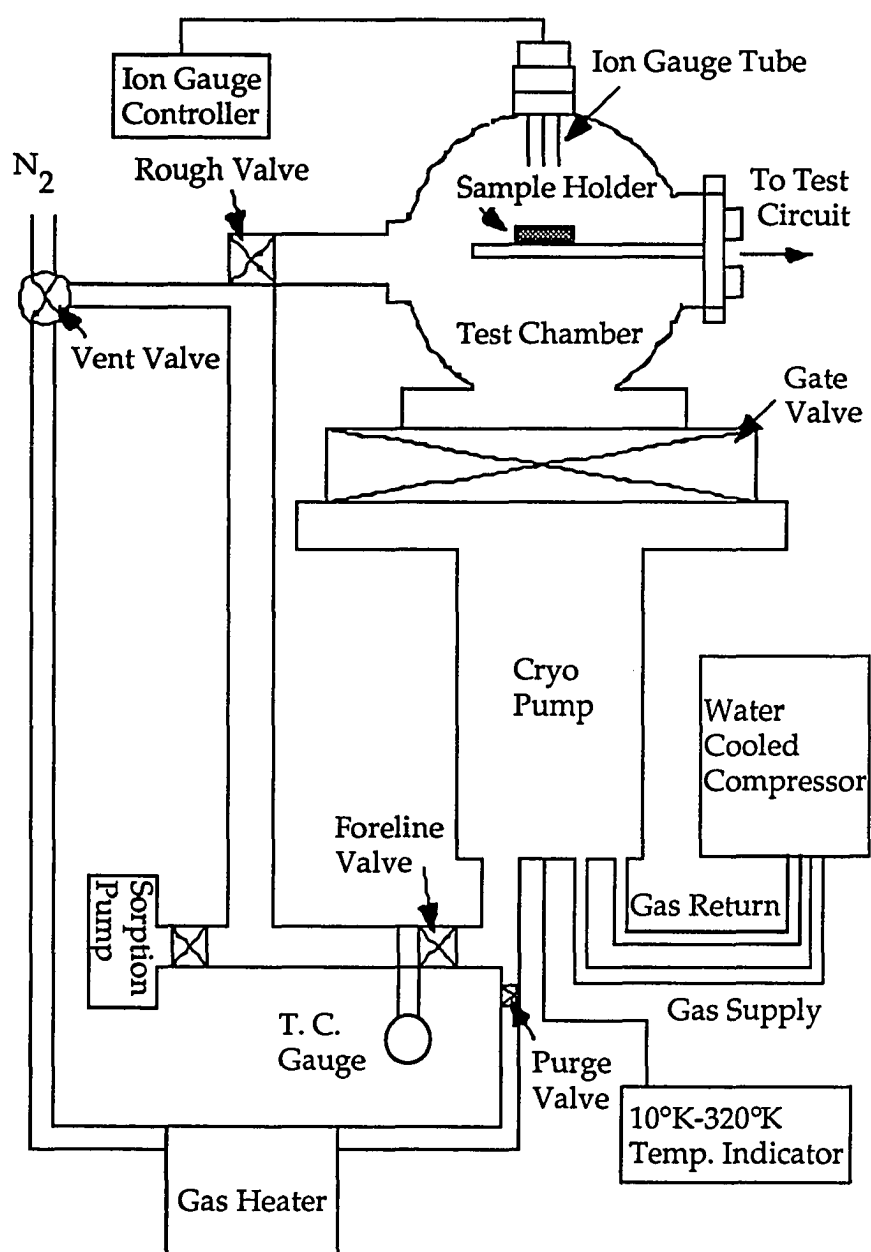 Ion Gauge
Controller
Ion Gauge Tube
N2
Rough Valve
Sample Holder
To Test
Circuit
Vent Valve
Test Chamber
Gate
Valve
Cryo
Pump
Water
Cooled
Compressor
Foreline
Valve
Sorption
Pump
Gas Return
Gas Supply
T. C.
Gauge
Purge
Valve
10°K-320°K
Temp. Indicator
Gas Heater